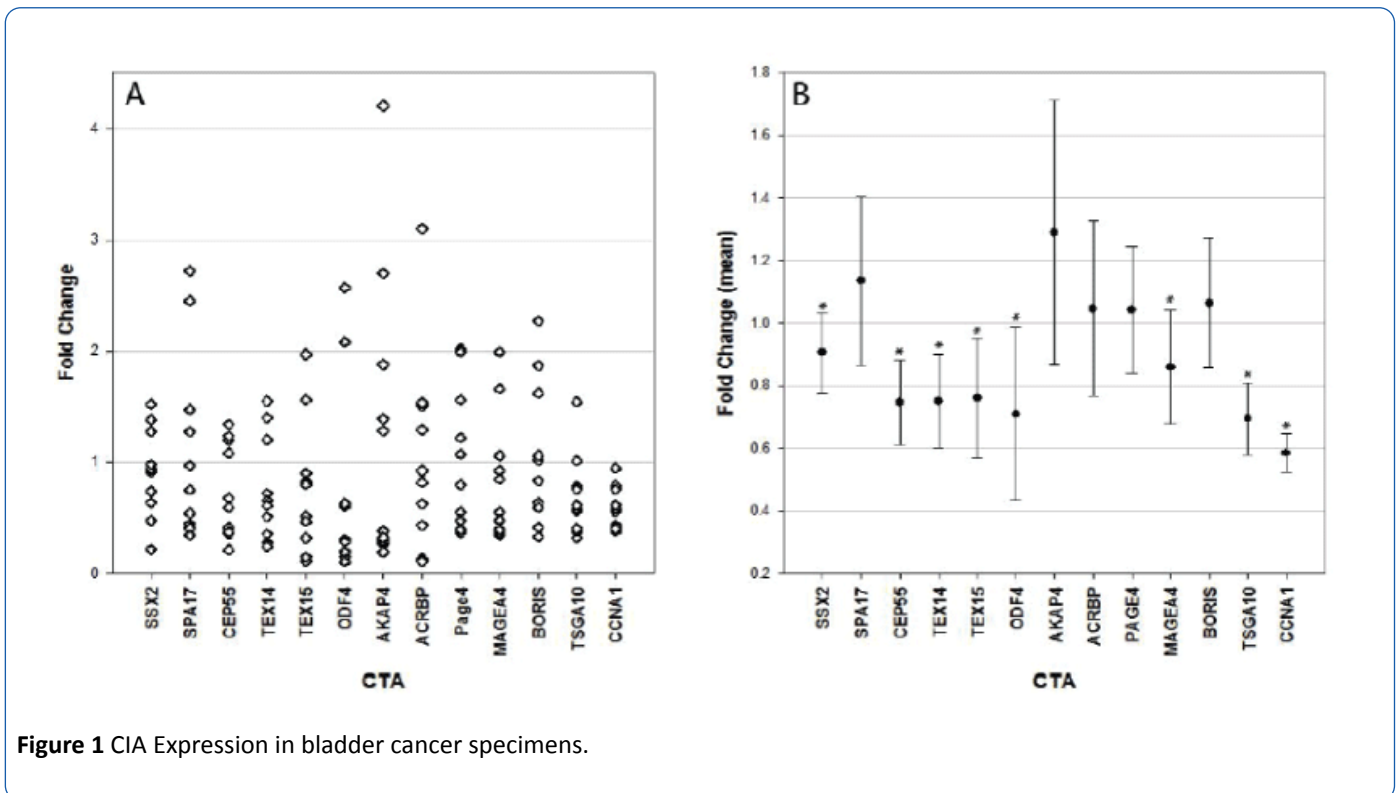 A
Fold Change
4
3
2
1
0
SSX2
SPA17
CEP55
TEX14
TEX15
ODF4
AKAP4
ACRBP
Page4
MAGEA4
BORIS
TSGA10
CCNA1
CTA
B
Fold Change (mean)
1.8
1.6
1.4
1.2
1.0
0.8
0.6
0.4
0.2
*
*
*
*
*
*
*
*
SSX2
SPA17
CEP55
TEX14
TEX15
ODF4
AKAP4
ACRBP
PAGE4
MAGEA4
BORIS
TSGA10
CCNA1
CTA
Figure 1 CIA Expression in bladder cancer specimens.